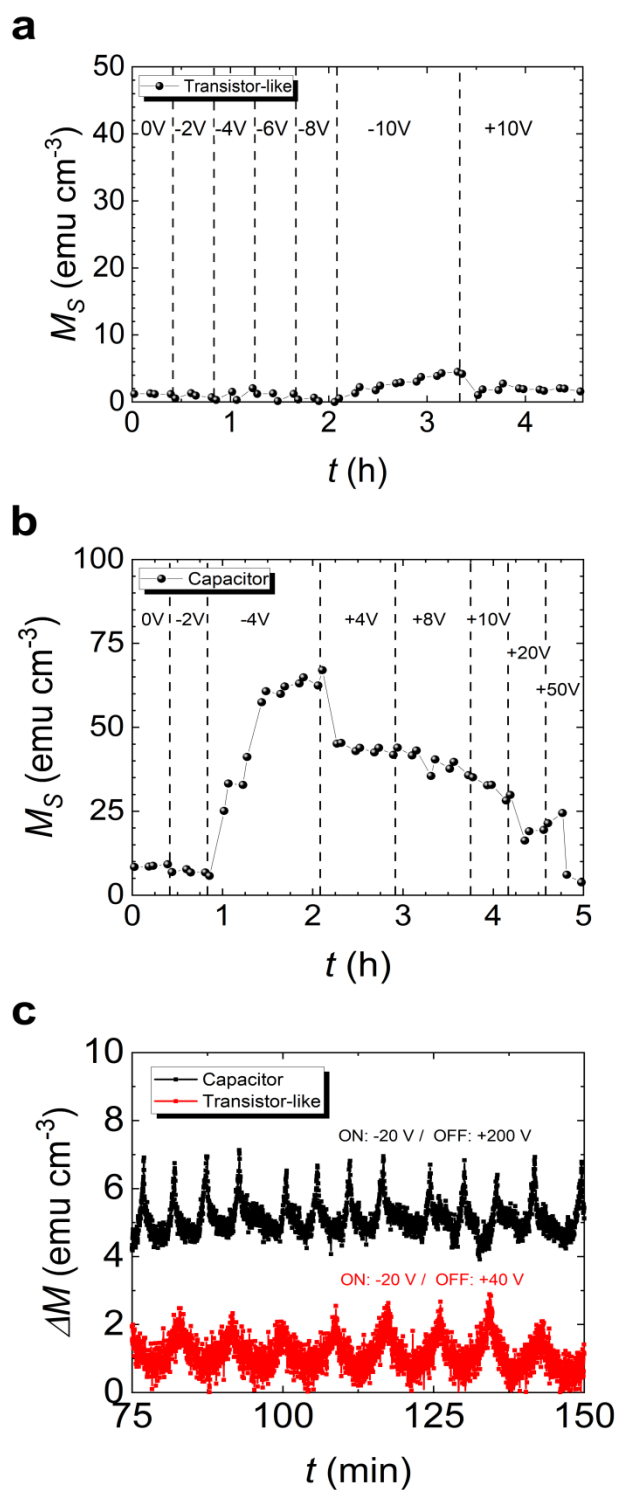 a
50
40
30
20
10
0
M_S (emu cm⁻³)
Transistor-like
0V -2V -4V -6V -8V -10V +10V
0 1 2 3 4
t (h)
b
100
75
50
25
0
M_S (emu cm⁻³)
Capacitor
0V -2V -4V +4V +8V +10V
+20V
+50V
0 1 2 3 4 5
t (h)
c
10
8
6
4
2
0
ΔM (emu cm⁻³)
Capacitor
Transistor-like
ON: -20 V / OFF: +200 V
ON: -20 V / OFF: +40 V
75 100 125 150
t (min)